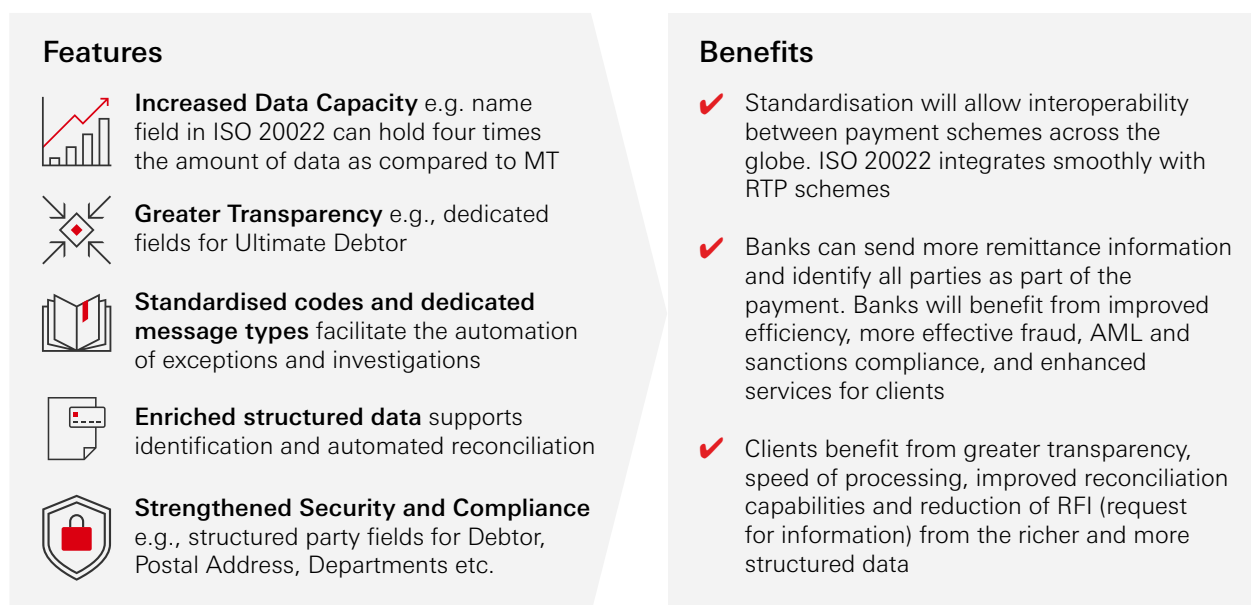 Features
Increased Data Capacity e.g. name
field in ISO 20022 can hold four times
the amount of data as compared to MT
Greater Transparency e.g., dedicated
fields for Ultimate Debtor
Standardised codes and dedicated
message types facilitate the automation
of exceptions and investigations
Enriched structured data supports
identification and automated reconciliation
Strengthened Security and Compliance
e.g., structured party fields for Debtor,
Postal Address, Departments etc.
Benefits
Standardisation will allow interoperability
between payment schemes across the
globe. ISO 20022 integrates smoothly with
RTP schemes
Banks can send more remittance information
and identify all parties as part of the
payment. Banks will benefit from improved
efficiency, more effective fraud, AML and
sanctions compliance, and enhanced
services for clients
Clients benefit from greater transparency,
speed of processing, improved reconciliation
capabilities and reduction of RFI (request
for information) from the richer and more
structured data